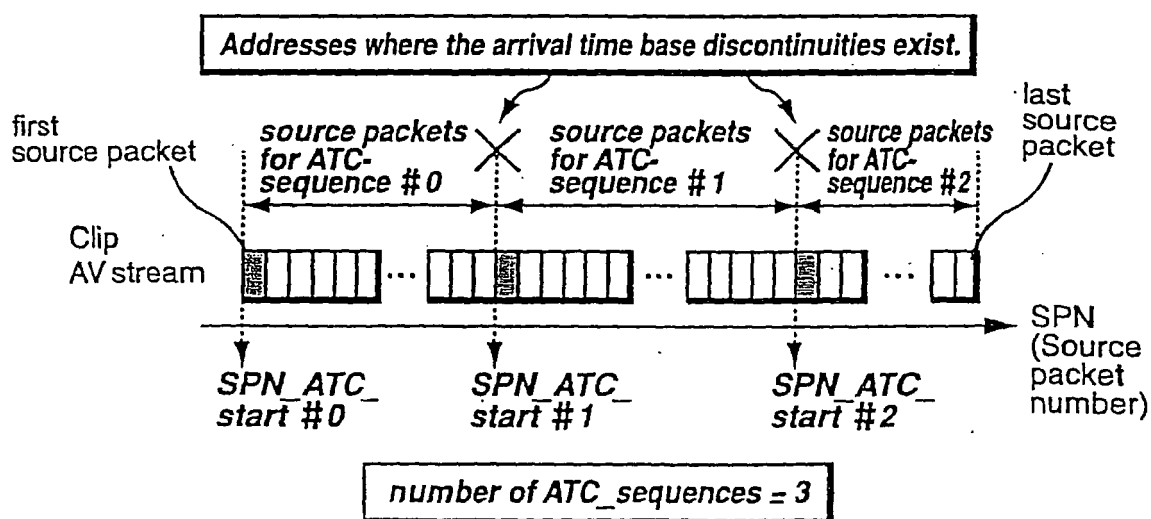 Addresses where the arrival time base discontinuities exist.
first
source packet
source packets
for ATC-
sequence #0
source packets
for ATC-
sequence #1
source packets
for ATC-
sequence #2
last
source
packet
Clip
AV stream
...
...
...
SPN
(Source
packet
number)
SPN_ATC_
start #0
SPN_ATC_
start #1
SPN_ATC_
start #2
number of ATC_sequences = 3